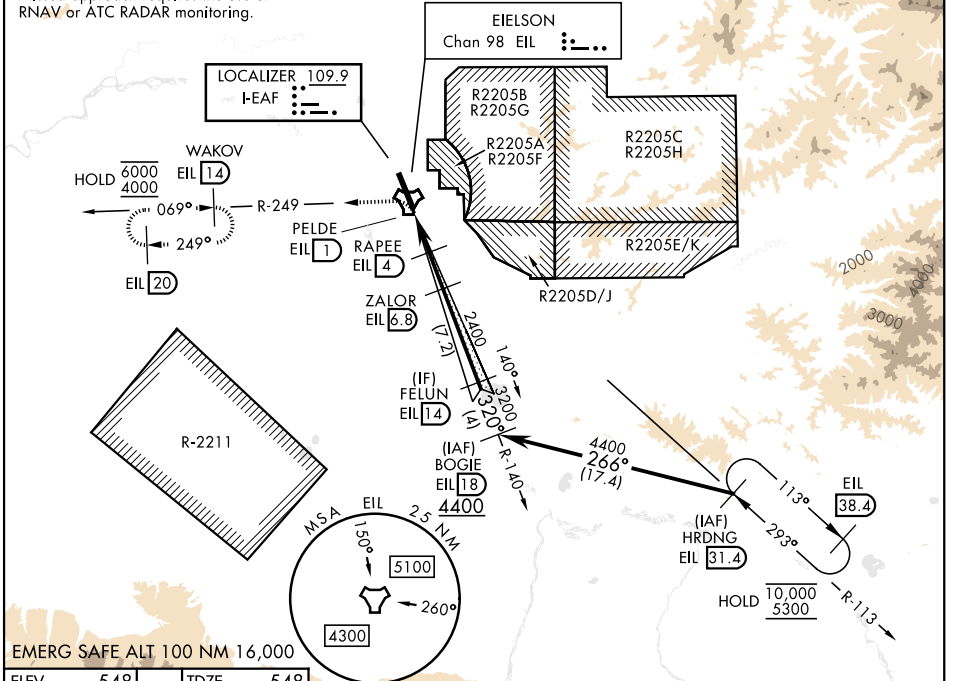 RNAV or ATC RADAR monitoring.
EIELSON
Chan 98 EIL
LOCALIZER 109.9
I-EAF
R2205B
R2205G
R2205A
R2205F
R2205C
R2205H
R2205E/K
R2205D/J
WAKOV
EIL 14
HOLD 6000
4000
069°
R-249
249°
EIL 20
PELDE
EIL 1
RAPEE
EIL 4
ZALOR
EIL 6.8
2400
(7.2)
140°
2000
4000
3000
(IF)
FELUN
EIL 14
3200
320°
(4)
R-140
(IAF)
BOGIE
EIL 18
4400
4400
266°
(17.4)
R-2211
113°
EIL
38.4
293°
(IAF)
HRDNG
EIL 31.4
HOLD 10,000
5300
R-113
MSA EIL 25 NM
150°
5100
260°
4300
EMERG SAFE ALT 100 NM 16,000
ELEV 548
TDZE 548